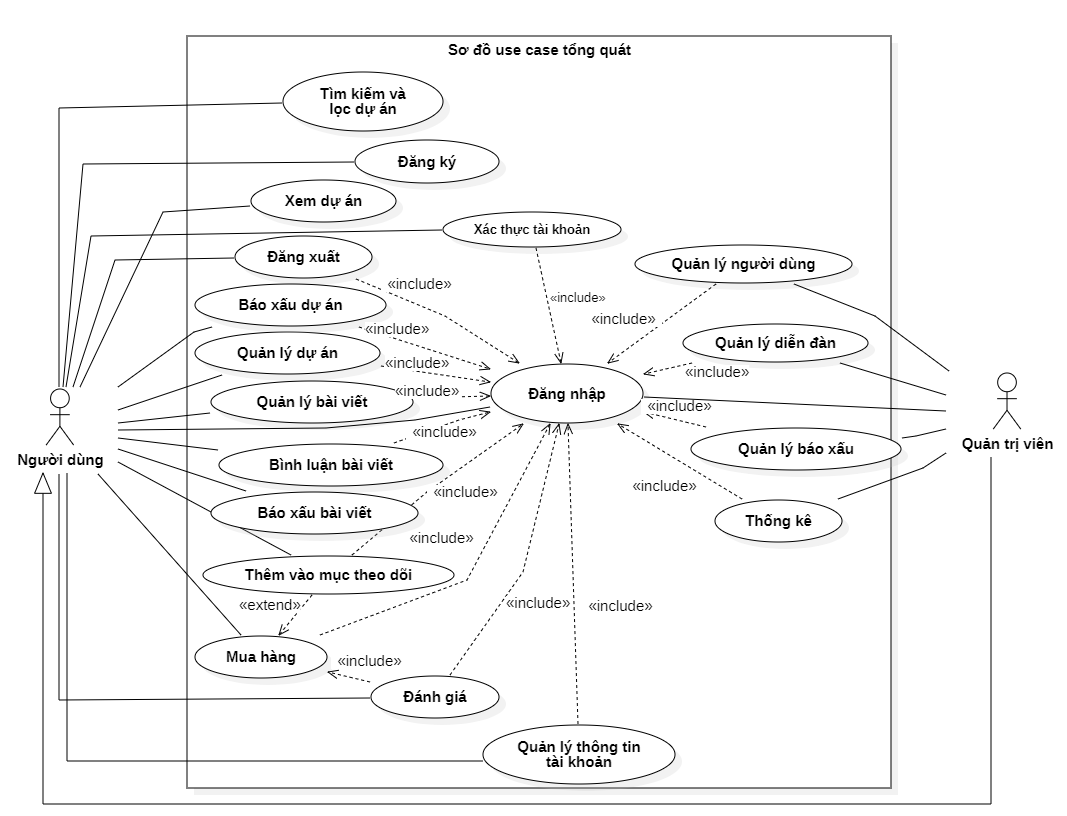 Sơ đồ use case tổng quát
Tìm kiếm và
lọc dự án
Đăng ký
Xem dự án
Xác thực tài khoản
Đăng xuất
Quản lý người dùng
«include»
«include»
Báo xấu dự án
«include»
«include»
Quản lý diễn đàn
Quản lý dự án
«include»
«include»
Đăng nhập
«include»
Quản lý bài viết
«include»
«include»
Quản trị viên
Quản lý báo xấu
Người dùng
Bình luận bài viết
«include»
«include»
Báo xấu bài viết
Thống kê
«include»
Thêm vào mục theo dõi
«extend»
«include»
«include»
Mua hàng
«include»
Đánh giá
Quản lý thông tin
tài khoản